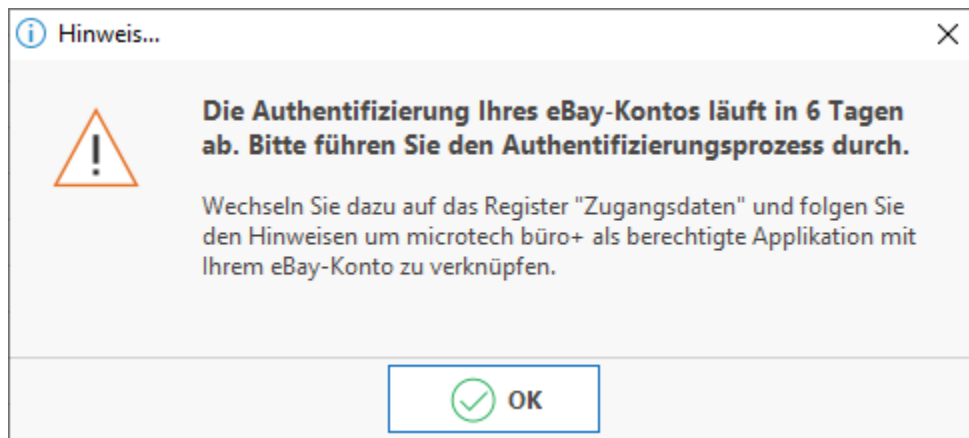 Hinweis...
Die Authentifizierung Ihres eBay-Kontos läuft in 6 Tagen
ab. Bitte führen Sie den Authentifizierungsprozess durch.
Wechseln Sie dazu auf das Register "Zugangsdaten" und folgen Sie
den Hinweisen um microtech büro+ als berechtigte Applikation mit
Ihrem eBay-Konto zu verknüpfen.
OK